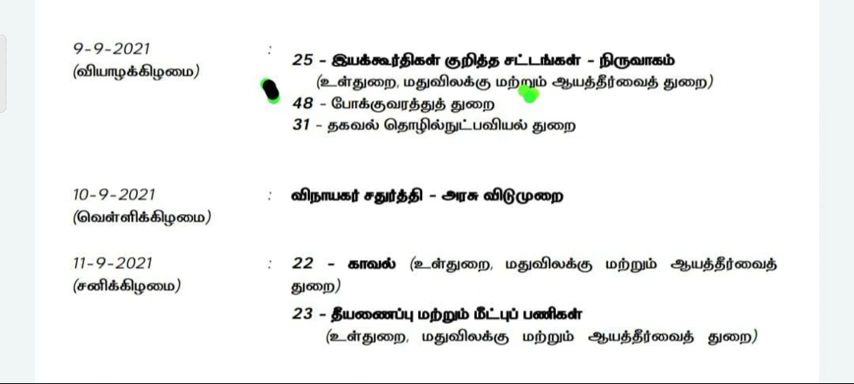 9-9-2021 : 25 - இயக்கூர்திகள் குறித்த சட்டங்கள் - நிருவாகம்
(வியாழக்கிழமை) (உள்துறை, மதுவிலக்கு மற்றும் ஆயத்தீர்வைத் துறை)
48 - போக்குவரத்துத் துறை
31 - தகவல் தொழில்நுட்பவியல் துறை
10-9-2021 : விநாயகர் சதுர்த்தி - அரசு விடுமுறை
(வெள்ளிக்கிழமை)
11-9-2021 : 22 - காவல் (உள்துறை, மதுவிலக்கு மற்றும் ஆயத்தீர்வைத்
(சனிக்கிழமை) துறை)
23 - தீயணைப்பு மற்றும் மீட்புப் பணிகள்
(உள்துறை, மதுவிலக்கு மற்றும் ஆயத்தீர்வைத் துறை)